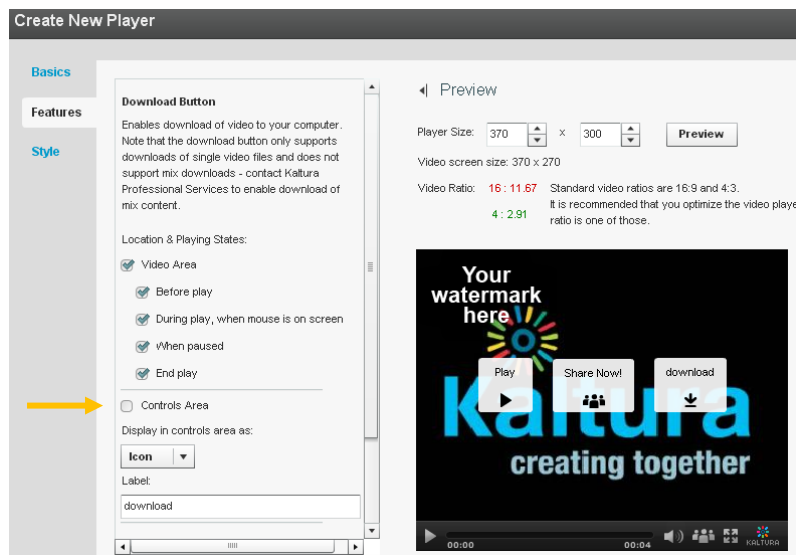 Create New Player
Basics
Features
Style
Download Button
Enables download of video to your computer.
Note that the download button only supports
downloads of single video files and does not
support mix downloads - contact Kaltura
Professional Services to enable download of
mix content.
Location & Playing States:
Video Area
Before play
During play, when mouse is on screen
When paused
End play
Controls Area
Display in controls area as:
Icon
Label:
download
Preview
Player Size: 370 x 300 Preview
Video screen size: 370 x 270
Video Ratio: 16 : 11.67 Standard video ratios are 16:9 and 4:3.
It is recommended that you optimize the video playe
4 : 2.91 ratio is one of those.
Your
watermark
here
Play Share Now! download
Kaltura
creating together
00:00 00:04 KALTURA